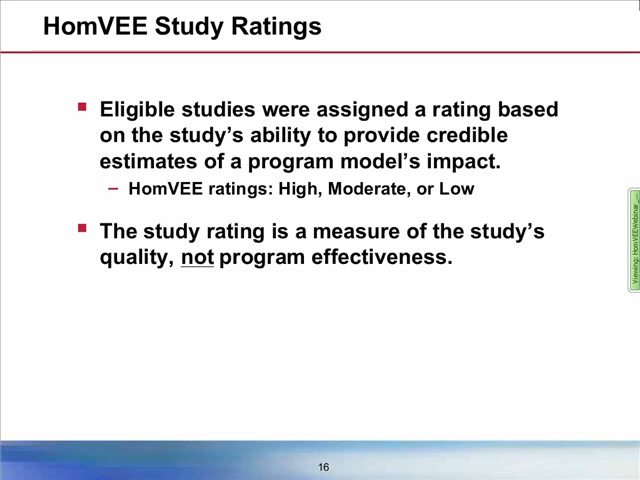 HomVEE Study Ratings
Eligible studies were assigned a rating based
on the study's ability to provide credible
estimates of a program model's impact.
– HomVEE ratings: High, Moderate, or Low
The study rating is a measure of the study's
quality, not program effectiveness.
Viewing: HomVEEWebinar_...
16